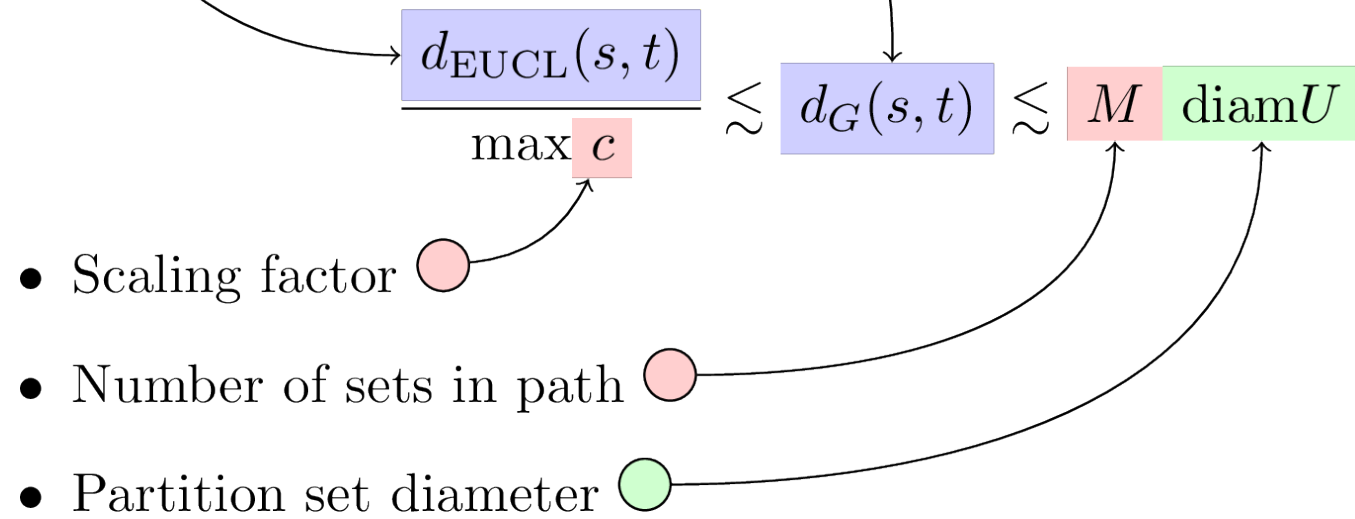 d_EUCL(s, t) / max c ≲ d_G(s, t) ≲ M diamU
• Scaling factor
• Number of sets in path
• Partition set diameter